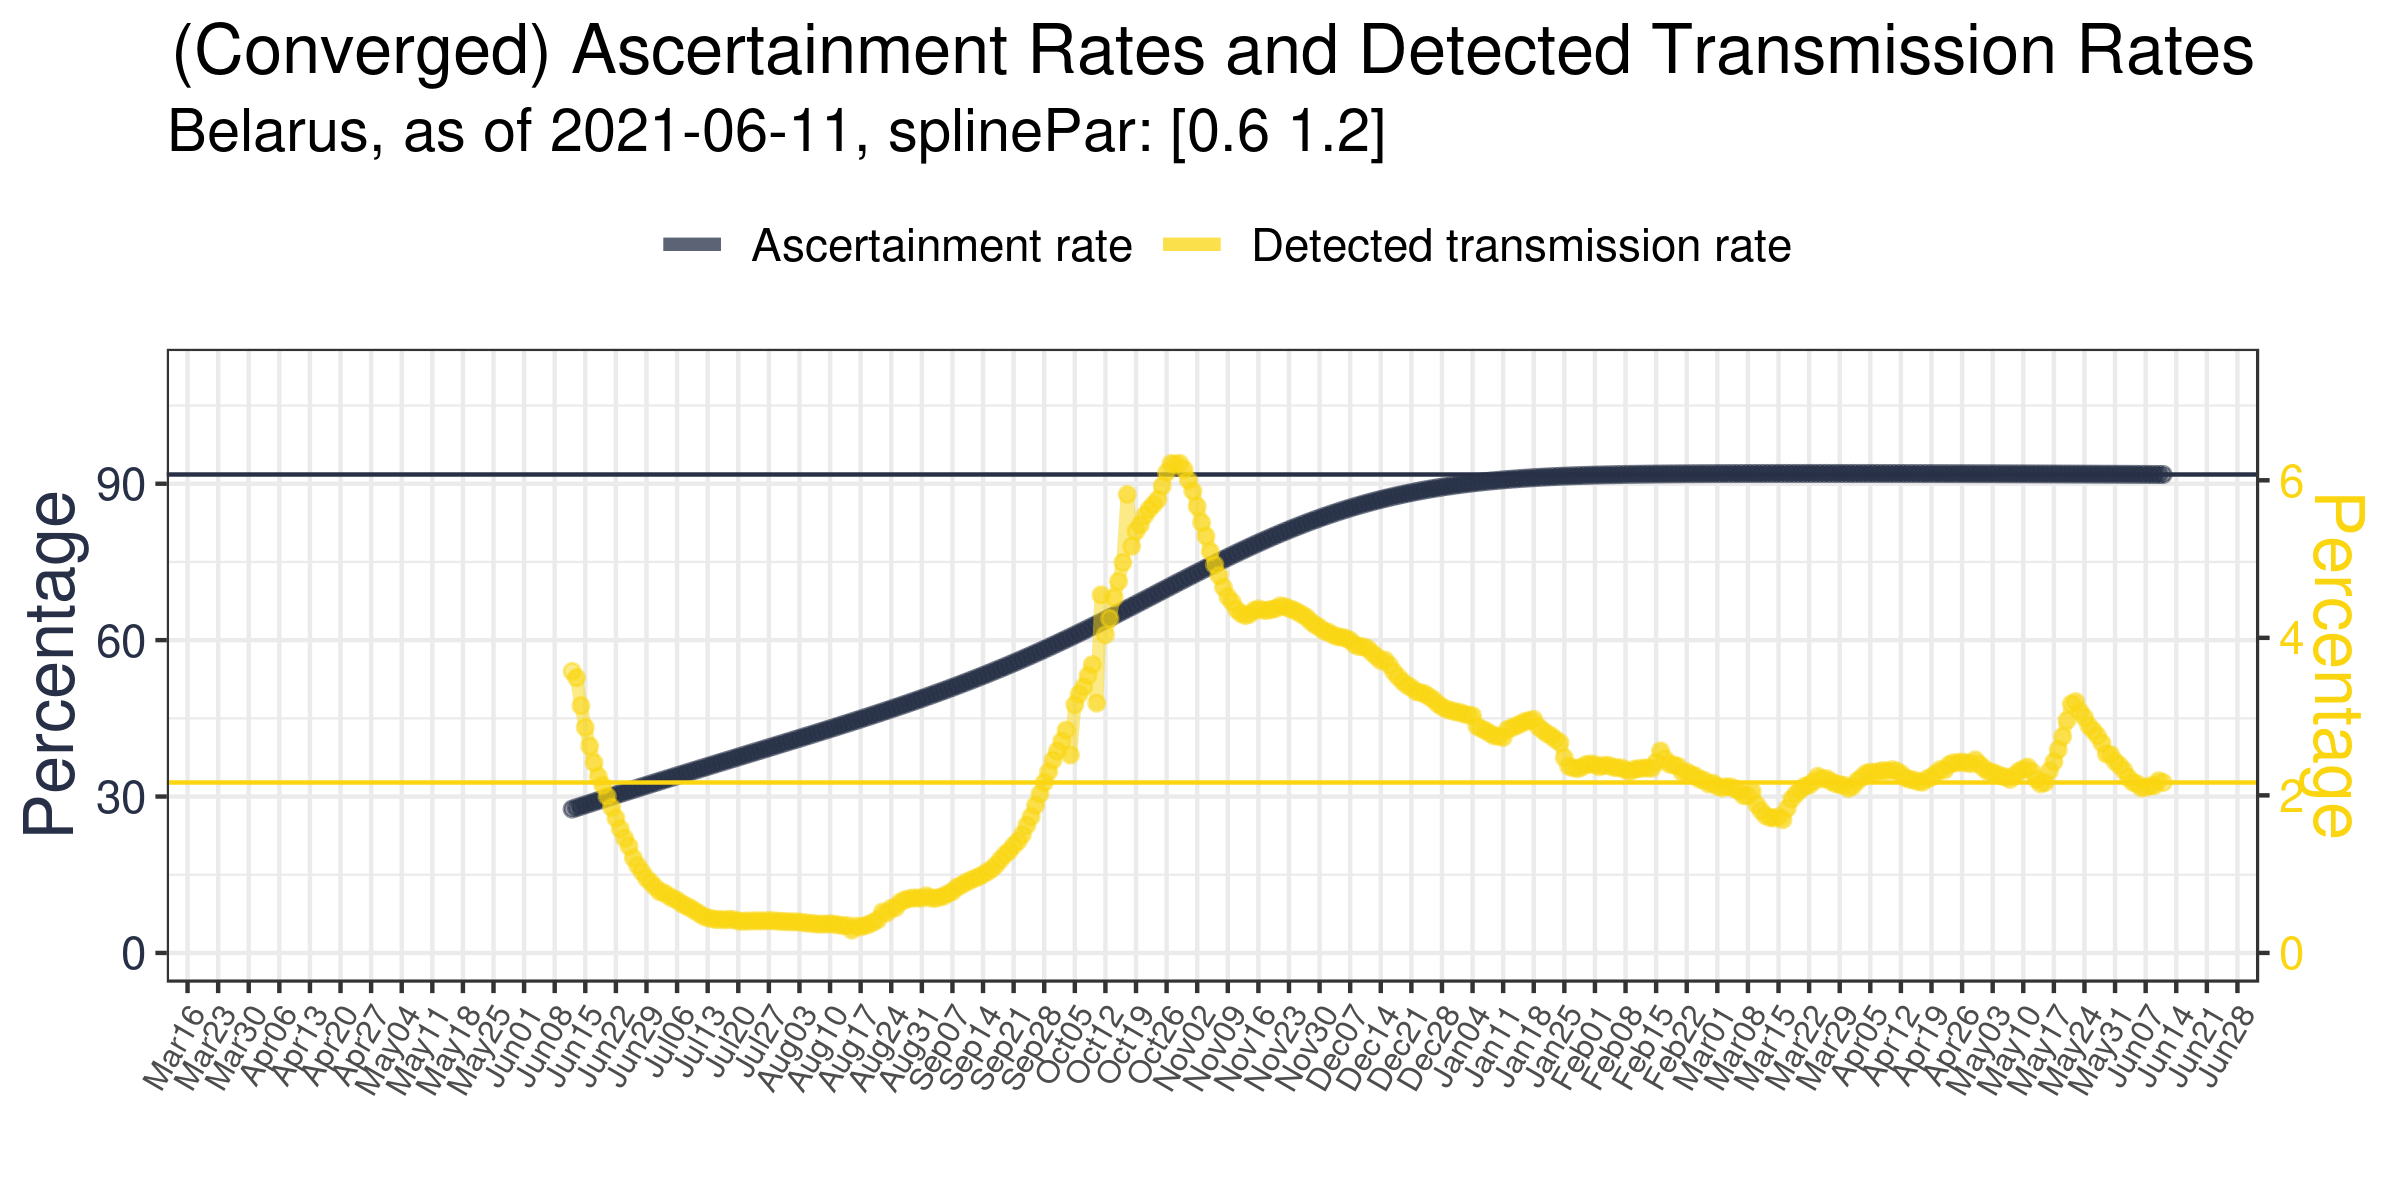 (Converged) Ascertainment Rates and Detected Transmission Rates
Belarus, as of 2021-06-11, splinePar: [0.6 1.2]
Ascertainment rate
Detected transmission rate
Percentage
90
60
30
0
6
4
2
0
Percentage
Mar16
Mar23
Mar30
Apr06
Apr13
Apr20
Apr27
May04
May11
May18
May25
Jun01
Jun08
Jun15
Jun22
Jun29
Jul06
Jul13
Jul20
Jul27
Aug03
Aug10
Aug17
Aug24
Aug31
Sep07
Sep14
Sep21
Sep28
Oct05
Oct12
Oct19
Oct26
Nov02
Nov09
Nov16
Nov23
Nov30
Dec07
Dec14
Dec21
Dec28
Jan04
Jan11
Jan18
Jan25
Feb01
Feb08
Feb15
Feb22
Mar01
Mar08
Mar15
Mar22
Mar29
Apr05
Apr12
Apr19
Apr26
May03
May10
May17
May24
May31
Jun07
Jun14
Jun21
Jun28